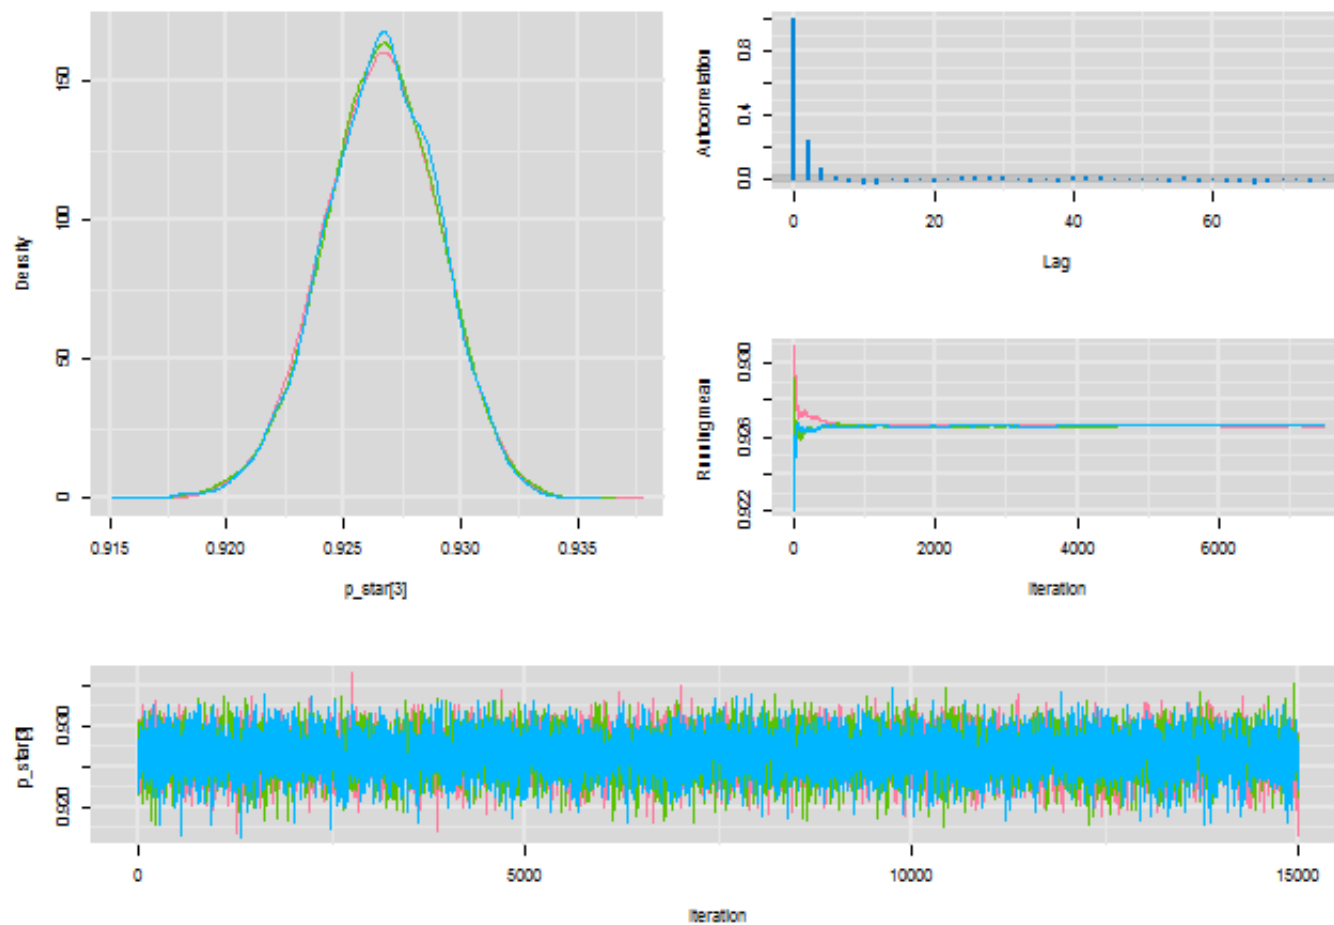 Density
150
100
50
0
0.915 0.920 0.925 0.930 0.935
p_star[3]
Autocorrelation
0.8
0.4
0.0
0 20 40 60
Lag
Running mean
0.930
0.926
0.922
0 2000 4000 6000
Iteration
p_star[3]
0.930
0.920
0 5000 10000 15000
Iteration